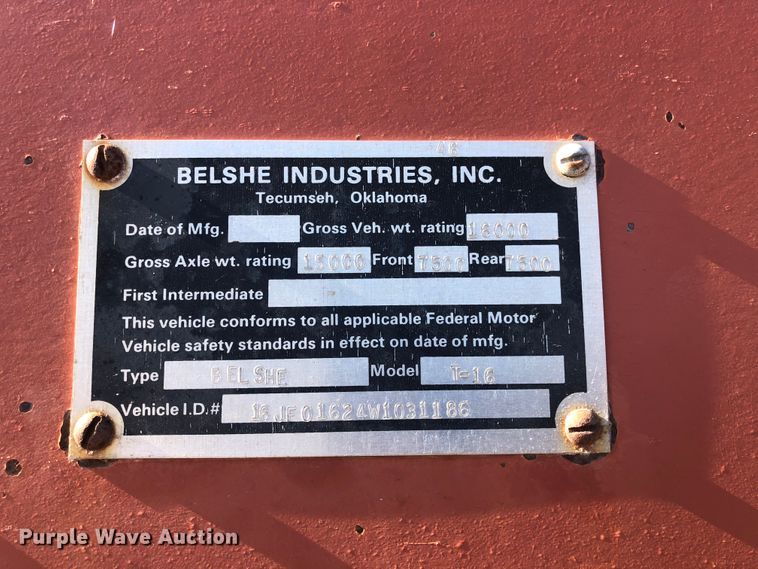 BELSHE INDUSTRIES, INC.
Tecumseh, Oklahoma
Date of Mfg. Gross Veh. wt. rating 18000
Gross Axle wt. rating 15000 Front 7500 Rear 7500
First Intermediate -
This vehicle conforms to all applicable Federal Motor
Vehicle safety standards in effect on date of mfg.
Type BELSHE Model T-16
Vehicle I.D.# 16JF01624W1031186
Purple Wave Auction